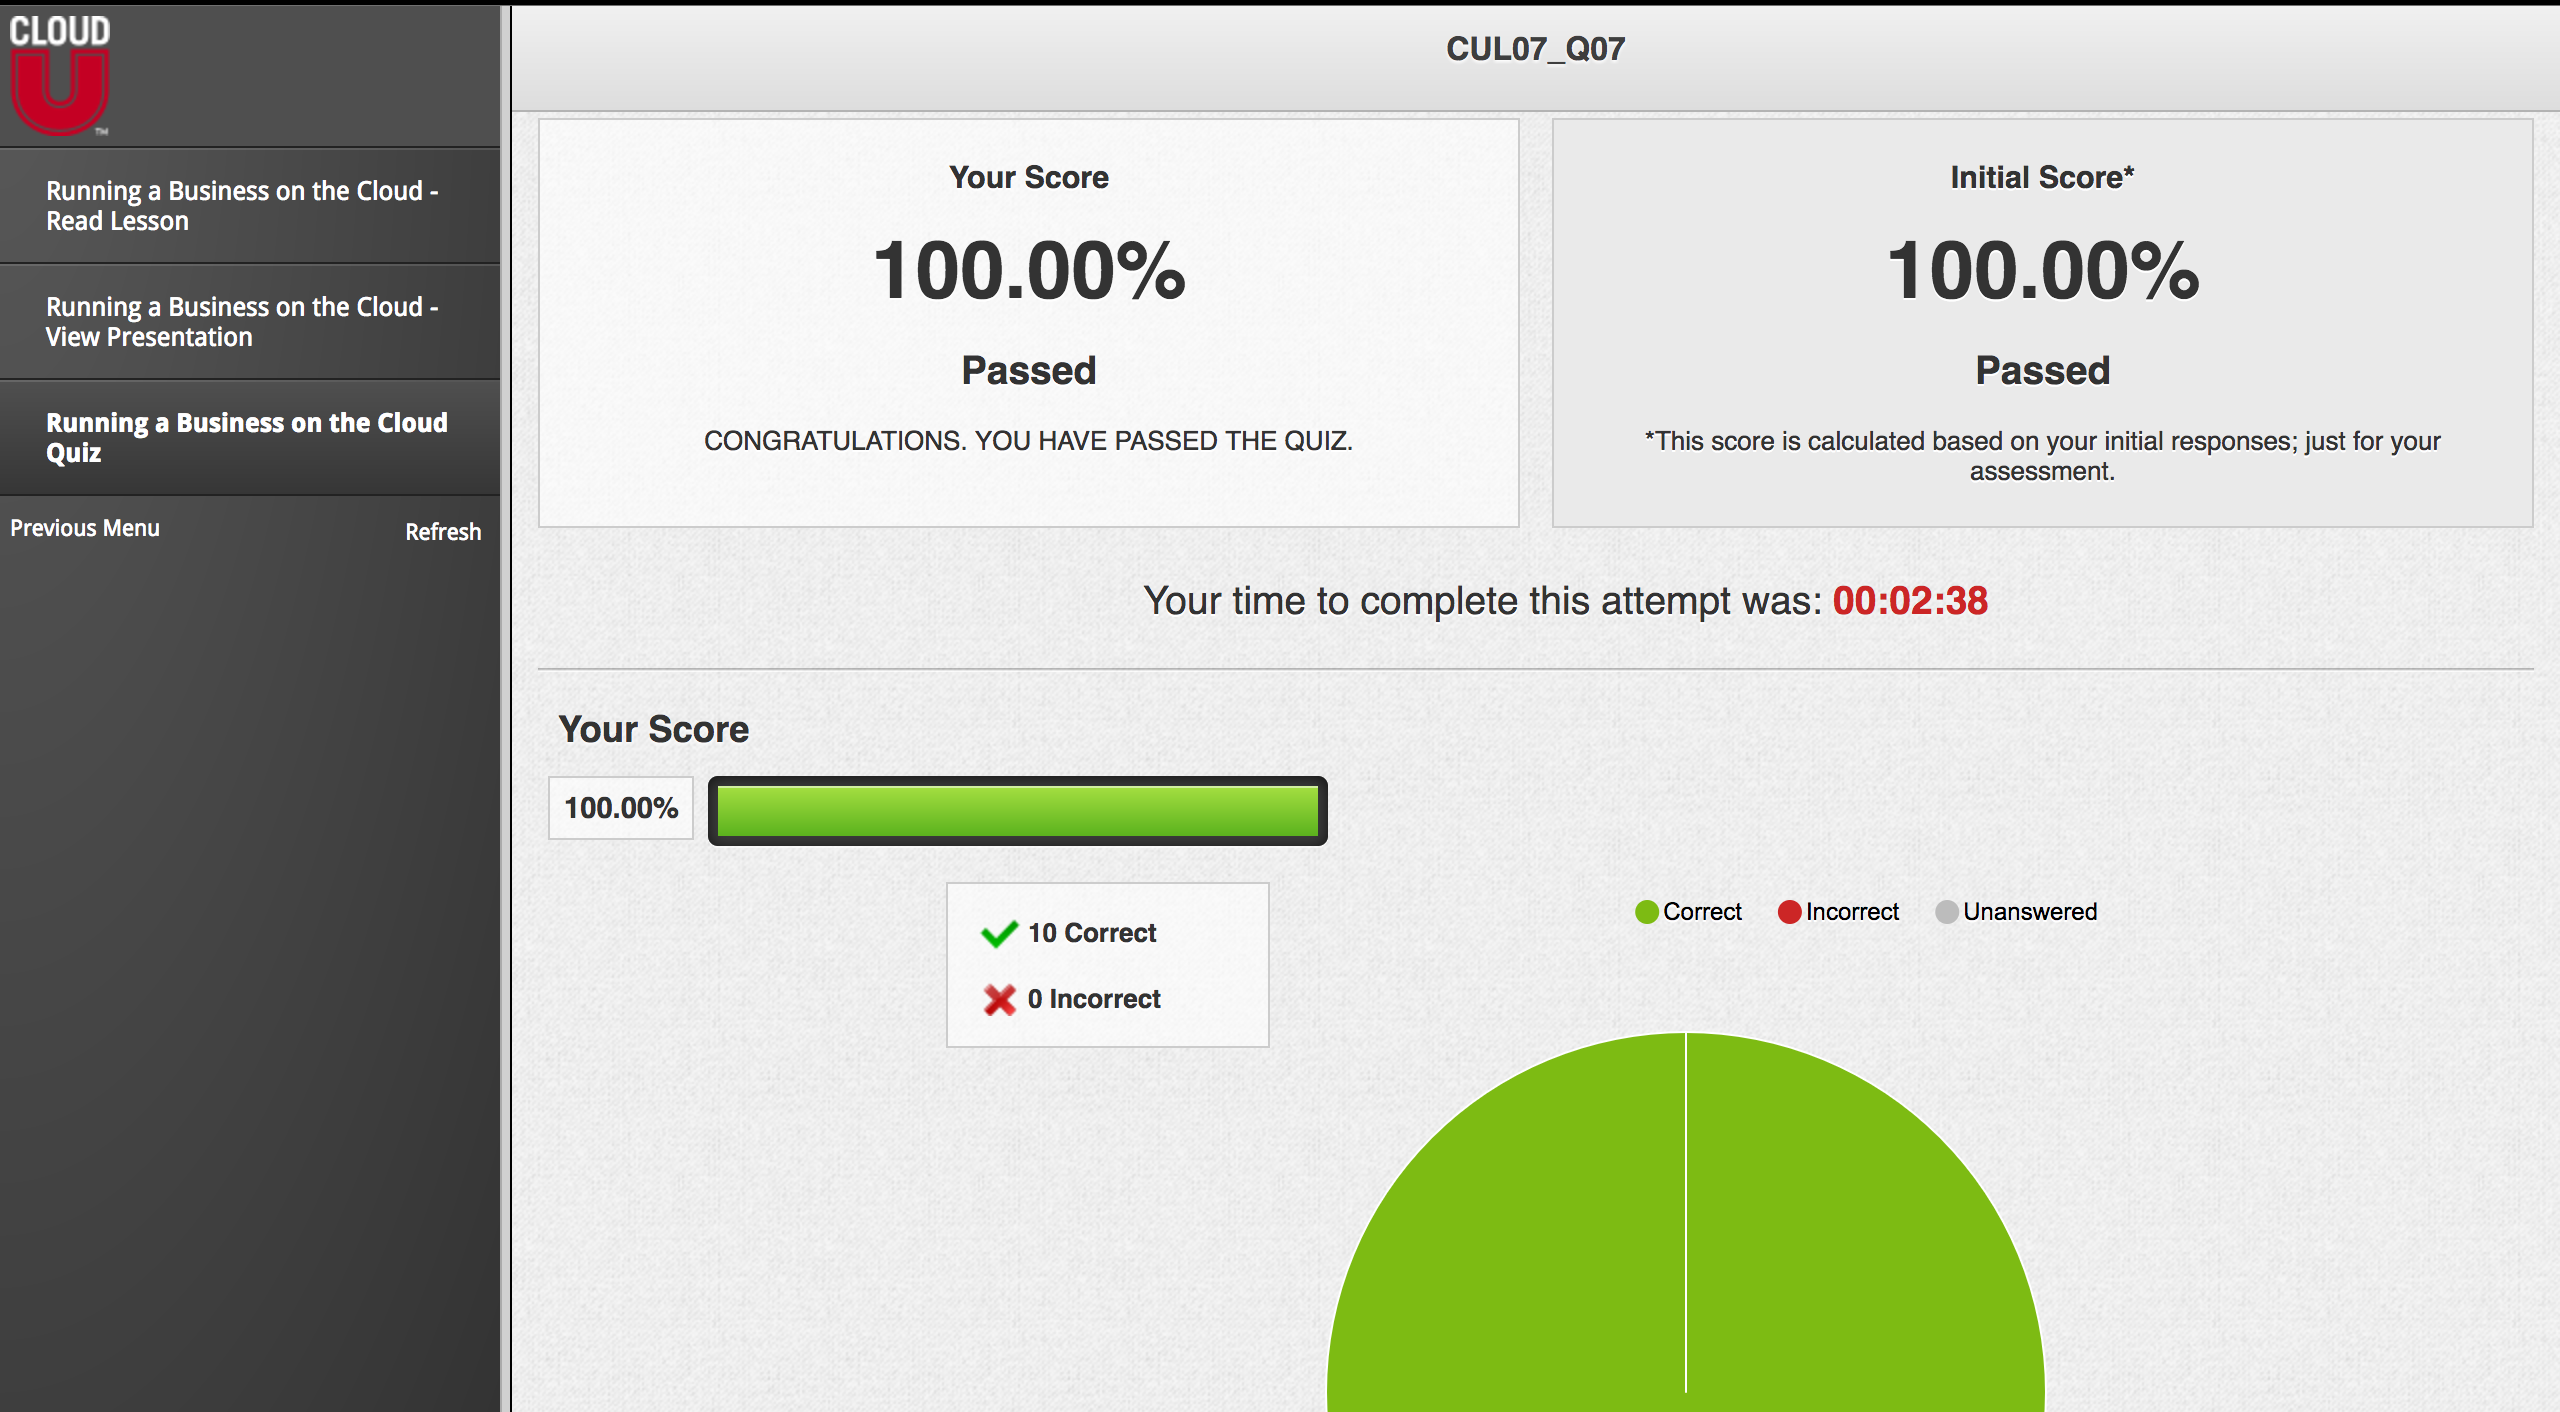 CLOUD
U
TM
Running a Business on the Cloud -
Read Lesson
Running a Business on the Cloud -
View Presentation
Running a Business on the Cloud
Quiz
Previous Menu
Refresh
CUL07_Q07
Your Score
100.00%
Passed
CONGRATULATIONS. YOU HAVE PASSED THE QUIZ.
Initial Score*
100.00%
Passed
*This score is calculated based on your initial responses; just for your
assessment.
Your time to complete this attempt was: 00:02:38
Your Score
100.00%
10 Correct
0 Incorrect
Correct Incorrect Unanswered